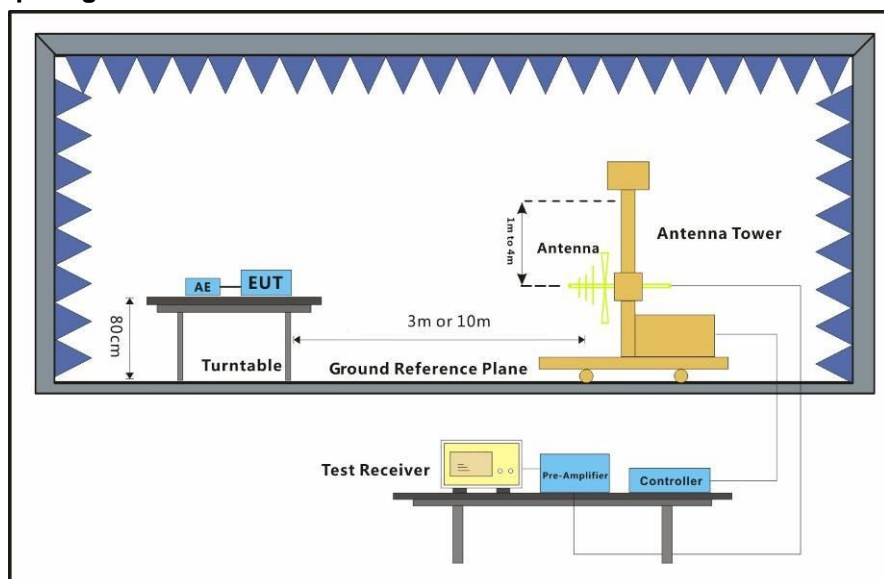 1m to 4m
Antenna
Antenna Tower
AE
EUT
80cm
3m or 10m
Turntable
Ground Reference Plane
Test Receiver
Pre-Amplifier
Controller